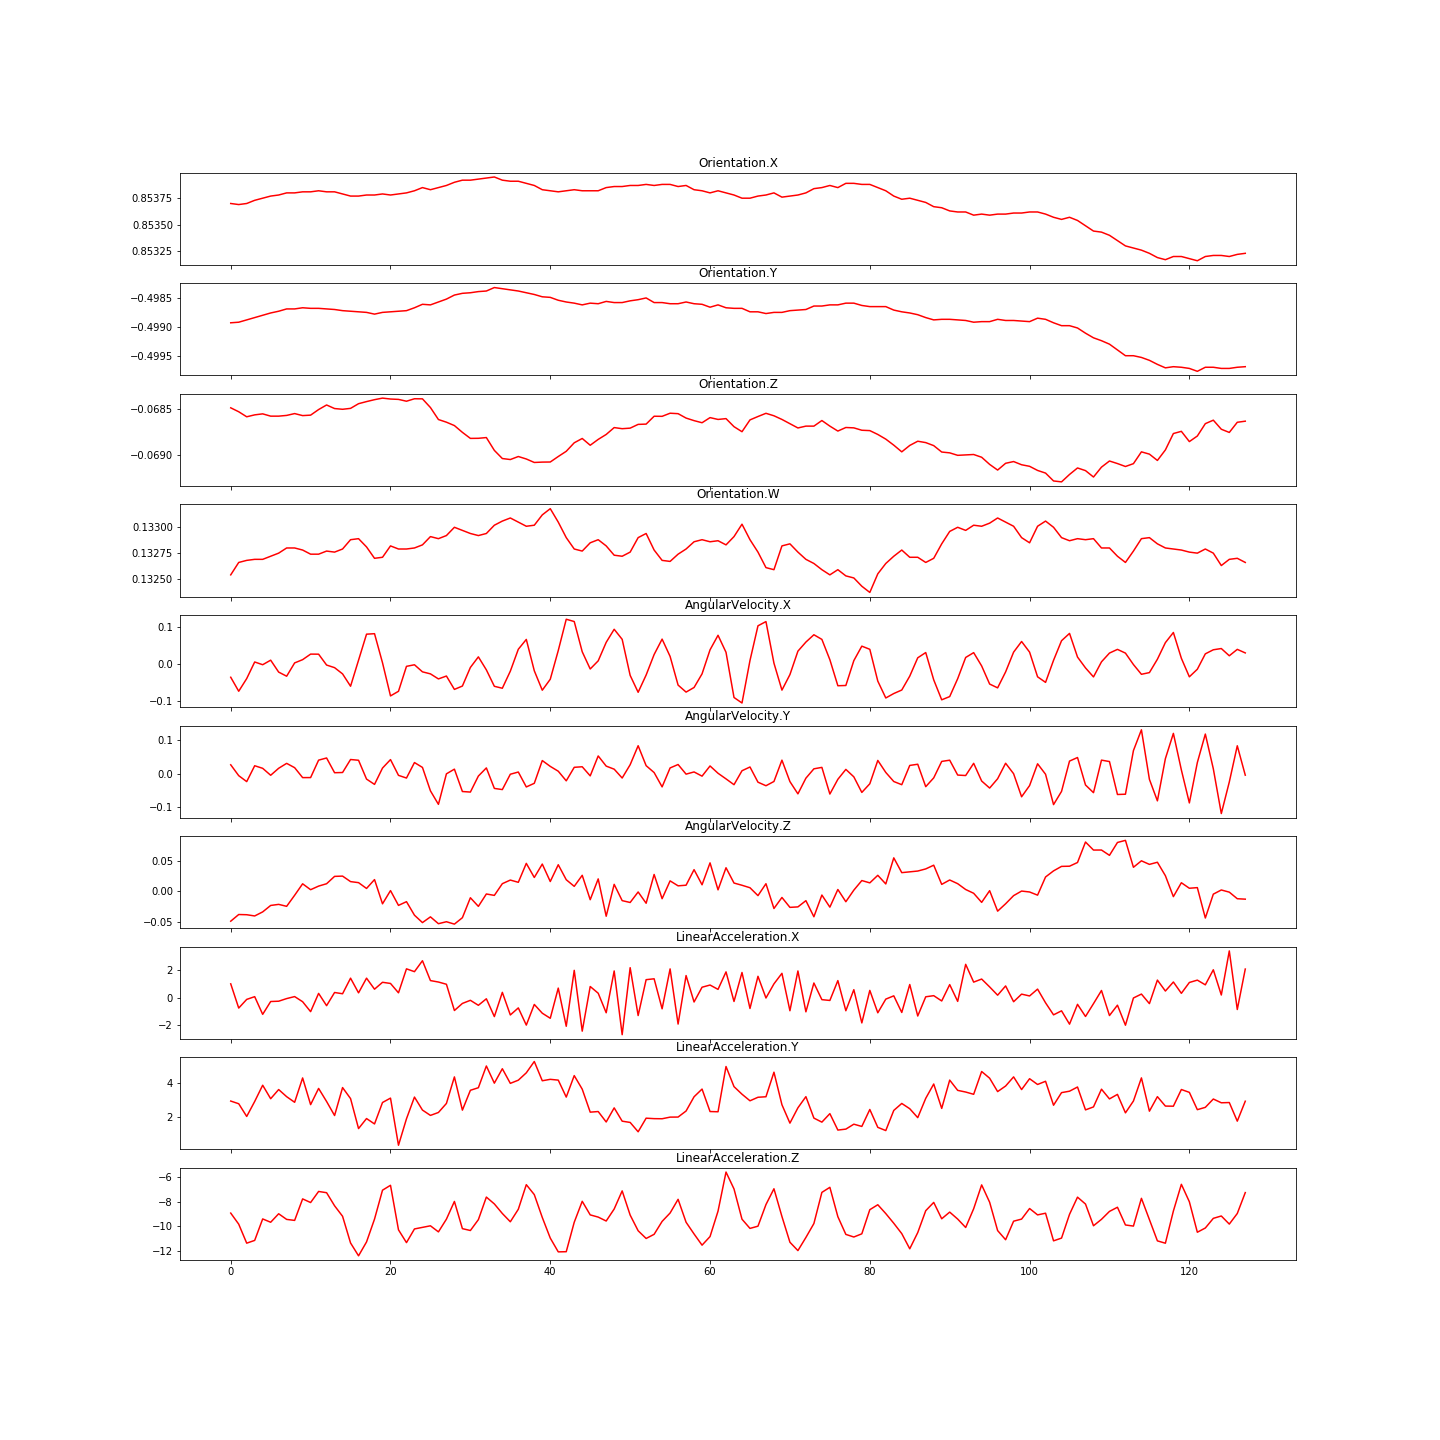 Orientation.X
0.85375
0.85350
0.85325
Orientation.Y
−0.4985
−0.4990
−0.4995
Orientation.Z
−0.0685
−0.0690
Orientation.W
0.13300
0.13275
0.13250
AngularVelocity.X
0.1
0.0
−0.1
AngularVelocity.Y
0.1
0.0
−0.1
AngularVelocity.Z
0.05
0.00
−0.05
LinearAcceleration.X
2
0
−2
LinearAcceleration.Y
4
2
LinearAcceleration.Z
−6
−8
−10
−12
0 20 40 60 80 100 120